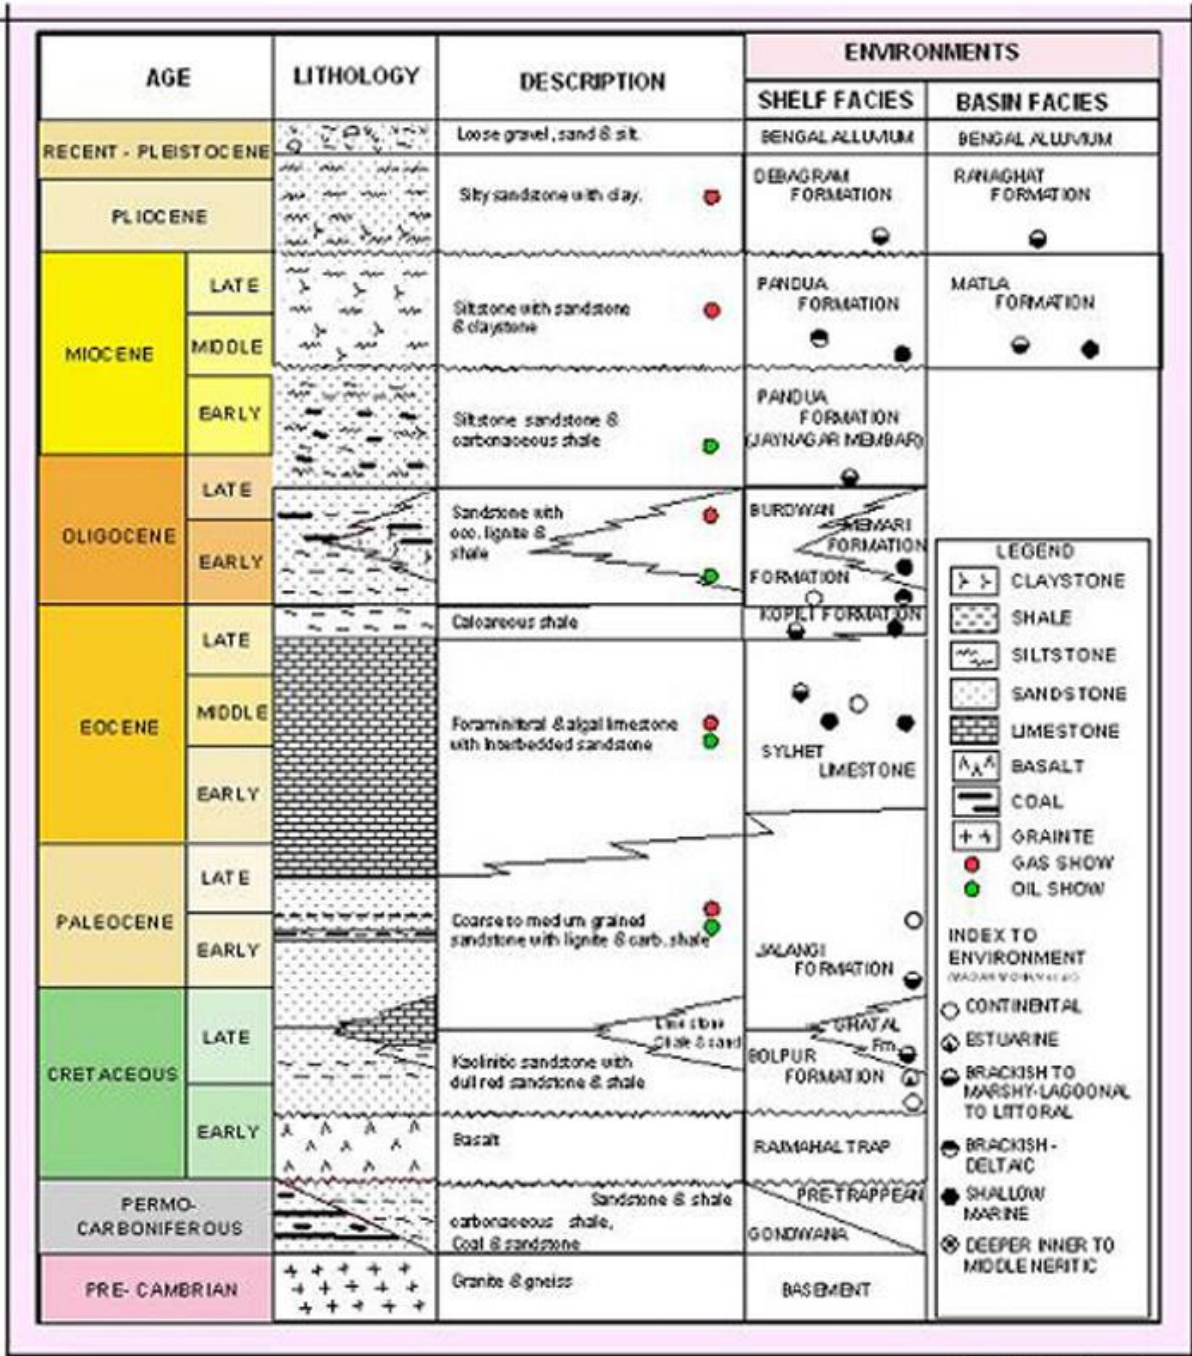 ENVIRONMENTS
AGE
LITHOLOGY
DESCRIPTION
SHELF FACIES
BASIN FACIES
RECENT - PLEISTOCENE
Loose gravel, sand & silt.
BENGAL ALLUVIUM
BENGAL ALLUVIUM
PLIOCENE
Silty sandstone with clay.
DEBAGRAM
FORMATION
RANAGHAT
FORMATION
MIOCENE
LATE
MIDDLE
EARLY
Siltstone with sandstone
& claystone
PANDUA
FORMATION
MATLA
FORMATION
Siltstone sandstone &
carbonaceous shale
PANDUA
FORMATION
(JAYNAGAR MEMBAR)
OLIGOCENE
LATE
EARLY
Sandstone with
occ. lignite &
shale
BURDWAN
FORMATION
MEMARI
FORMATION
EOCENE
LATE
MIDDLE
EARLY
Calcareous shale
KOPILI FORMATION
Foraminiferal & algal limestone
with interbedded sandstone
SYLHET
LIMESTONE
PALEOCENE
LATE
EARLY
Coarse to medium grained
sandstone with lignite & carb. shale
JALANGI
FORMATION
CRETACEOUS
LATE
EARLY
Lime stone
Shale & sand
GHATAL
Fm.
Kaolinitic sandstone with
dull red sandstone & shale
BOLPUR
FORMATION
Basalt
RAJMAHAL TRAP
PERMO-
CARBONIFEROUS
Sandstone & shale
carbonaceous shale,
Coal & sandstone
PRE-TRAPPEAN
GONDWANA
PRE- CAMBRIAN
Granite & gneiss
BASEMENT
LEGEND
CLAYSTONE
SHALE
SILTSTONE
SANDSTONE
LIMESTONE
BASALT
COAL
GRAINTE
GAS SHOW
OIL SHOW
INDEX TO
ENVIRONMENT
CONTINENTAL
ESTUARINE
BRACKISH TO
MARSHY-LAGOONAL
TO LITTORAL
BRACKISH -
DELTAIC
SHALLOW
MARINE
DEEPER INNER TO
MIDDLE NERITIC